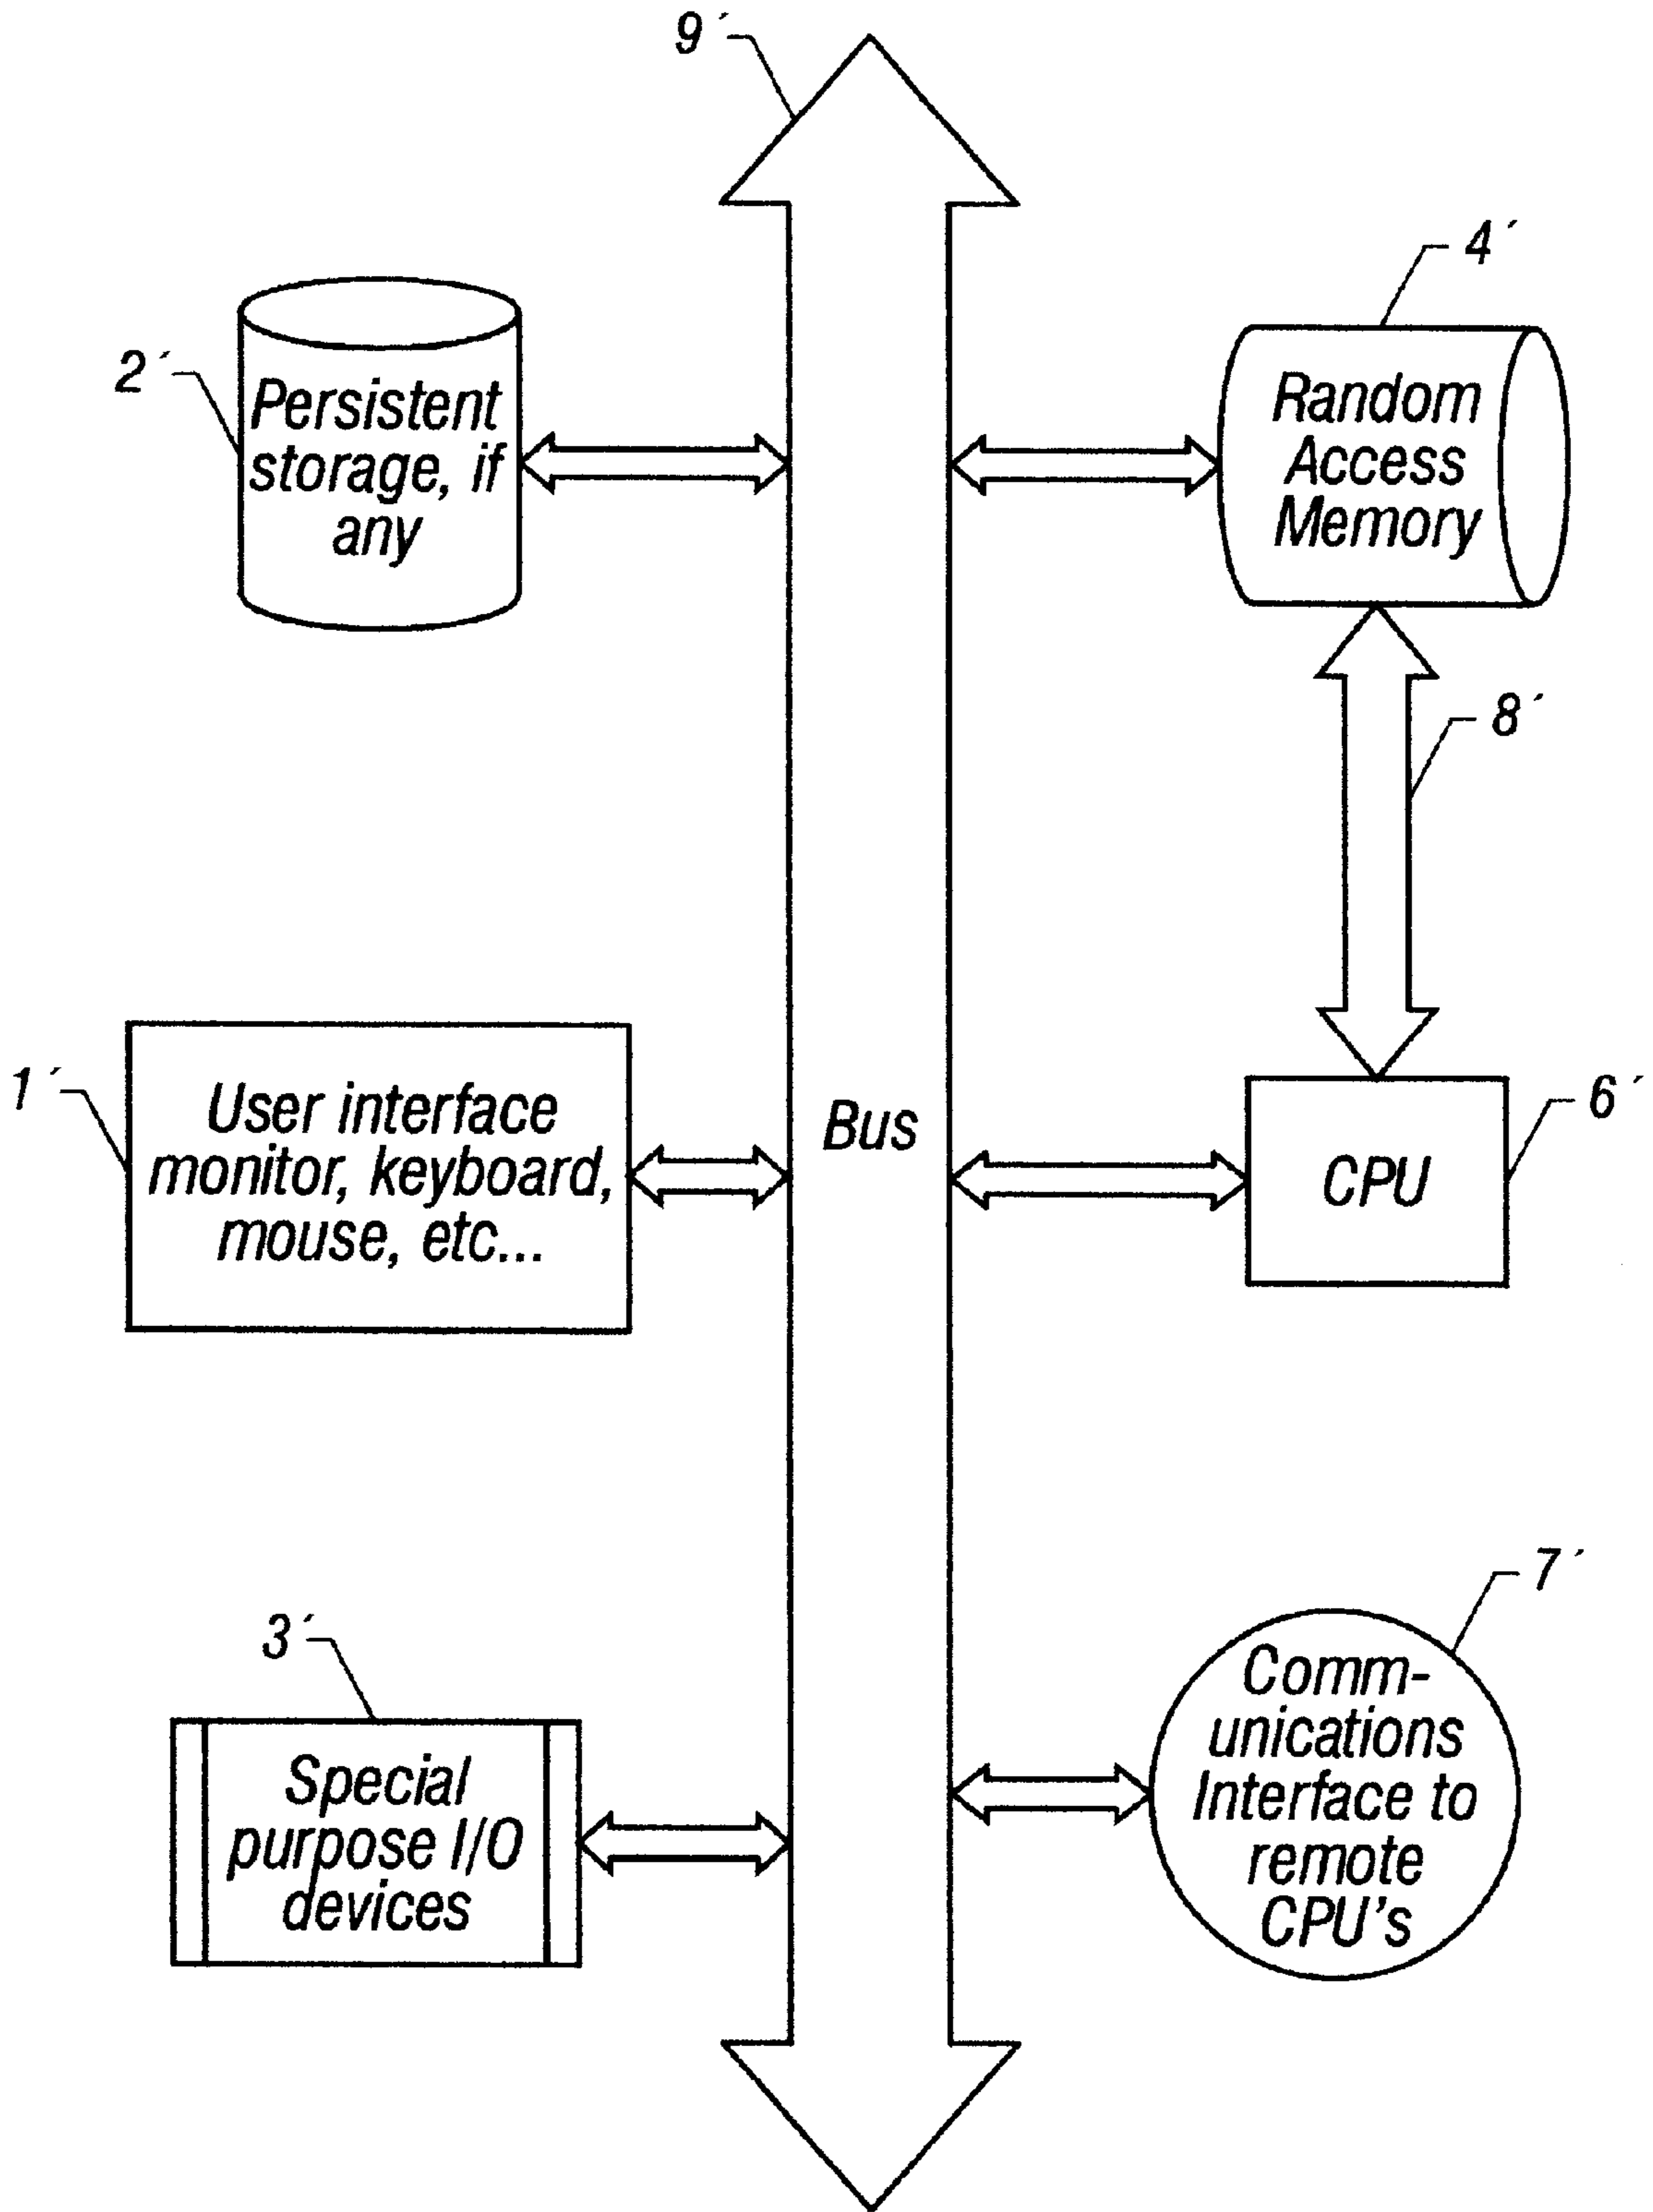 9´
4´
2´
Persistent
storage, if
any
Random
Access
Memory
8´
1´
User interface
monitor, keyboard,
mouse, etc...
Bus
CPU
6´
3´
Special
purpose I/O
devices
7´
Comm-
unications
Interface to
remote
CPU's